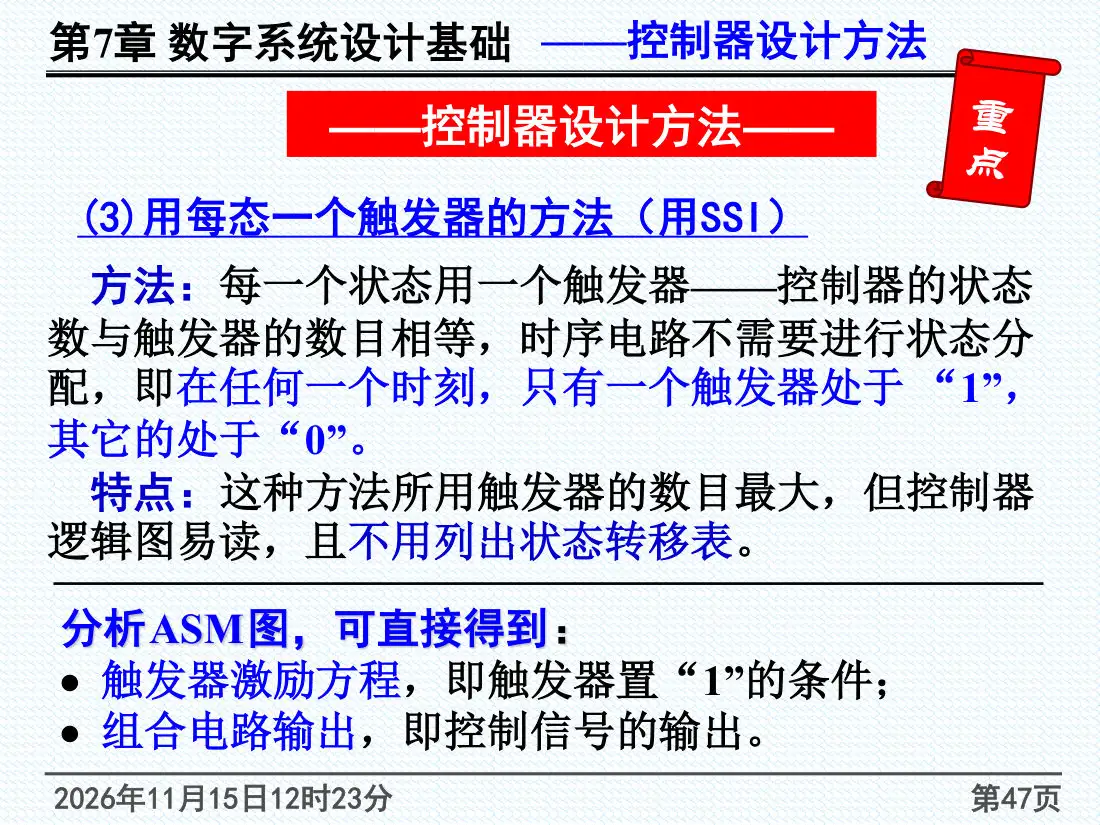 第7章 数字系统设计基础 ——控制器设计方法
重
点
——控制器设计方法——
(3)用每态一个触发器的方法（用SSI）
方法：每一个状态用一个触发器——控制器的状态
数与触发器的数目相等，时序电路不需要进行状态分
配，即在任何一个时刻，只有一个触发器处于 “1”，
其它的处于“0”。
特点：这种方法所用触发器的数目最大，但控制器
逻辑图易读，且不用列出状态转移表。
分析ASM图，可直接得到：
● 触发器激励方程，即触发器置“1”的条件；
● 组合电路输出，即控制信号的输出。
2026年11月15日12时23分 第47页